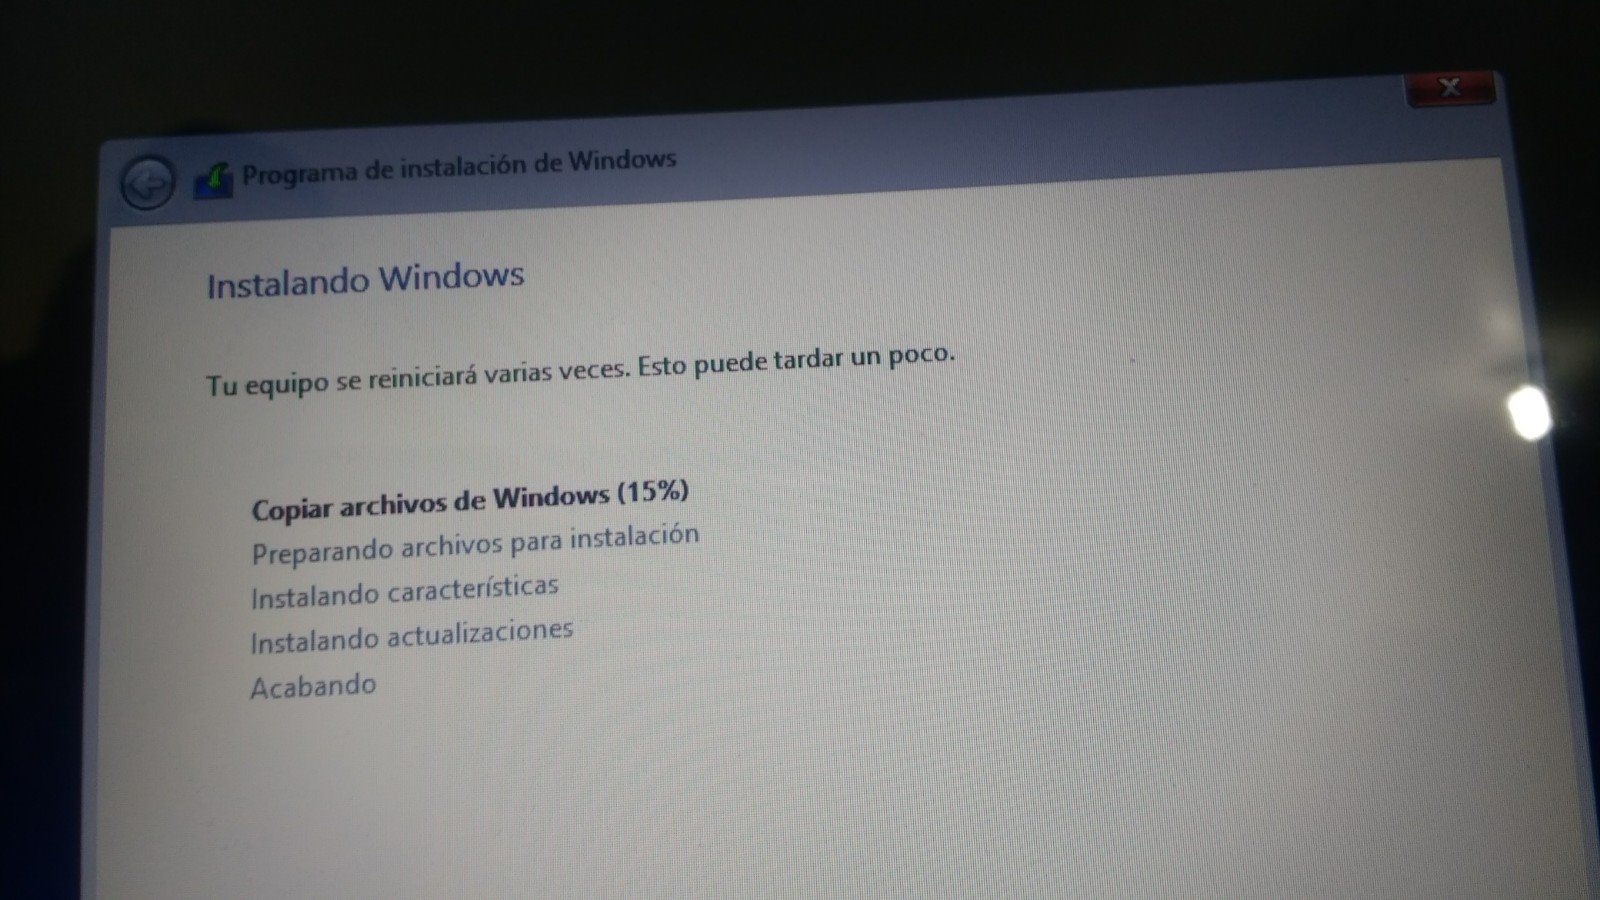 Programa de instalación de Windows
Instalando Windows
Tu equipo se reiniciará varias veces. Esto puede tardar un poco.
Copiar archivos de Windows (15%)
Preparando archivos para instalación
Instalando características
Instalando actualizaciones
Acabando